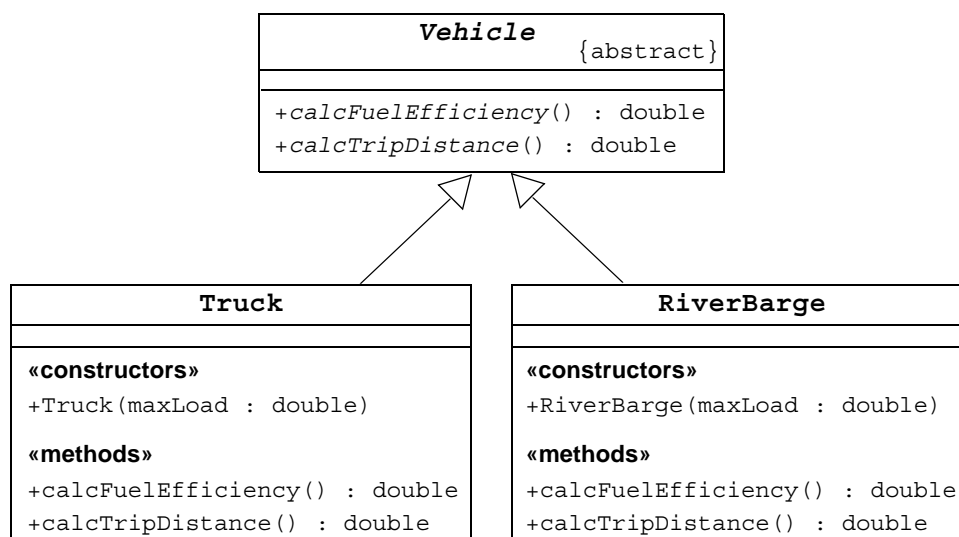 Vehicle
{abstract}
+calcFuelEfficiency() : double
+calcTripDistance() : double
Truck
«constructors»
+Truck(maxLoad : double)
«methods»
+calcFuelEfficiency() : double
+calcTripDistance() : double
RiverBarge
«constructors»
+RiverBarge(maxLoad : double)
«methods»
+calcFuelEfficiency() : double
+calcTripDistance() : double